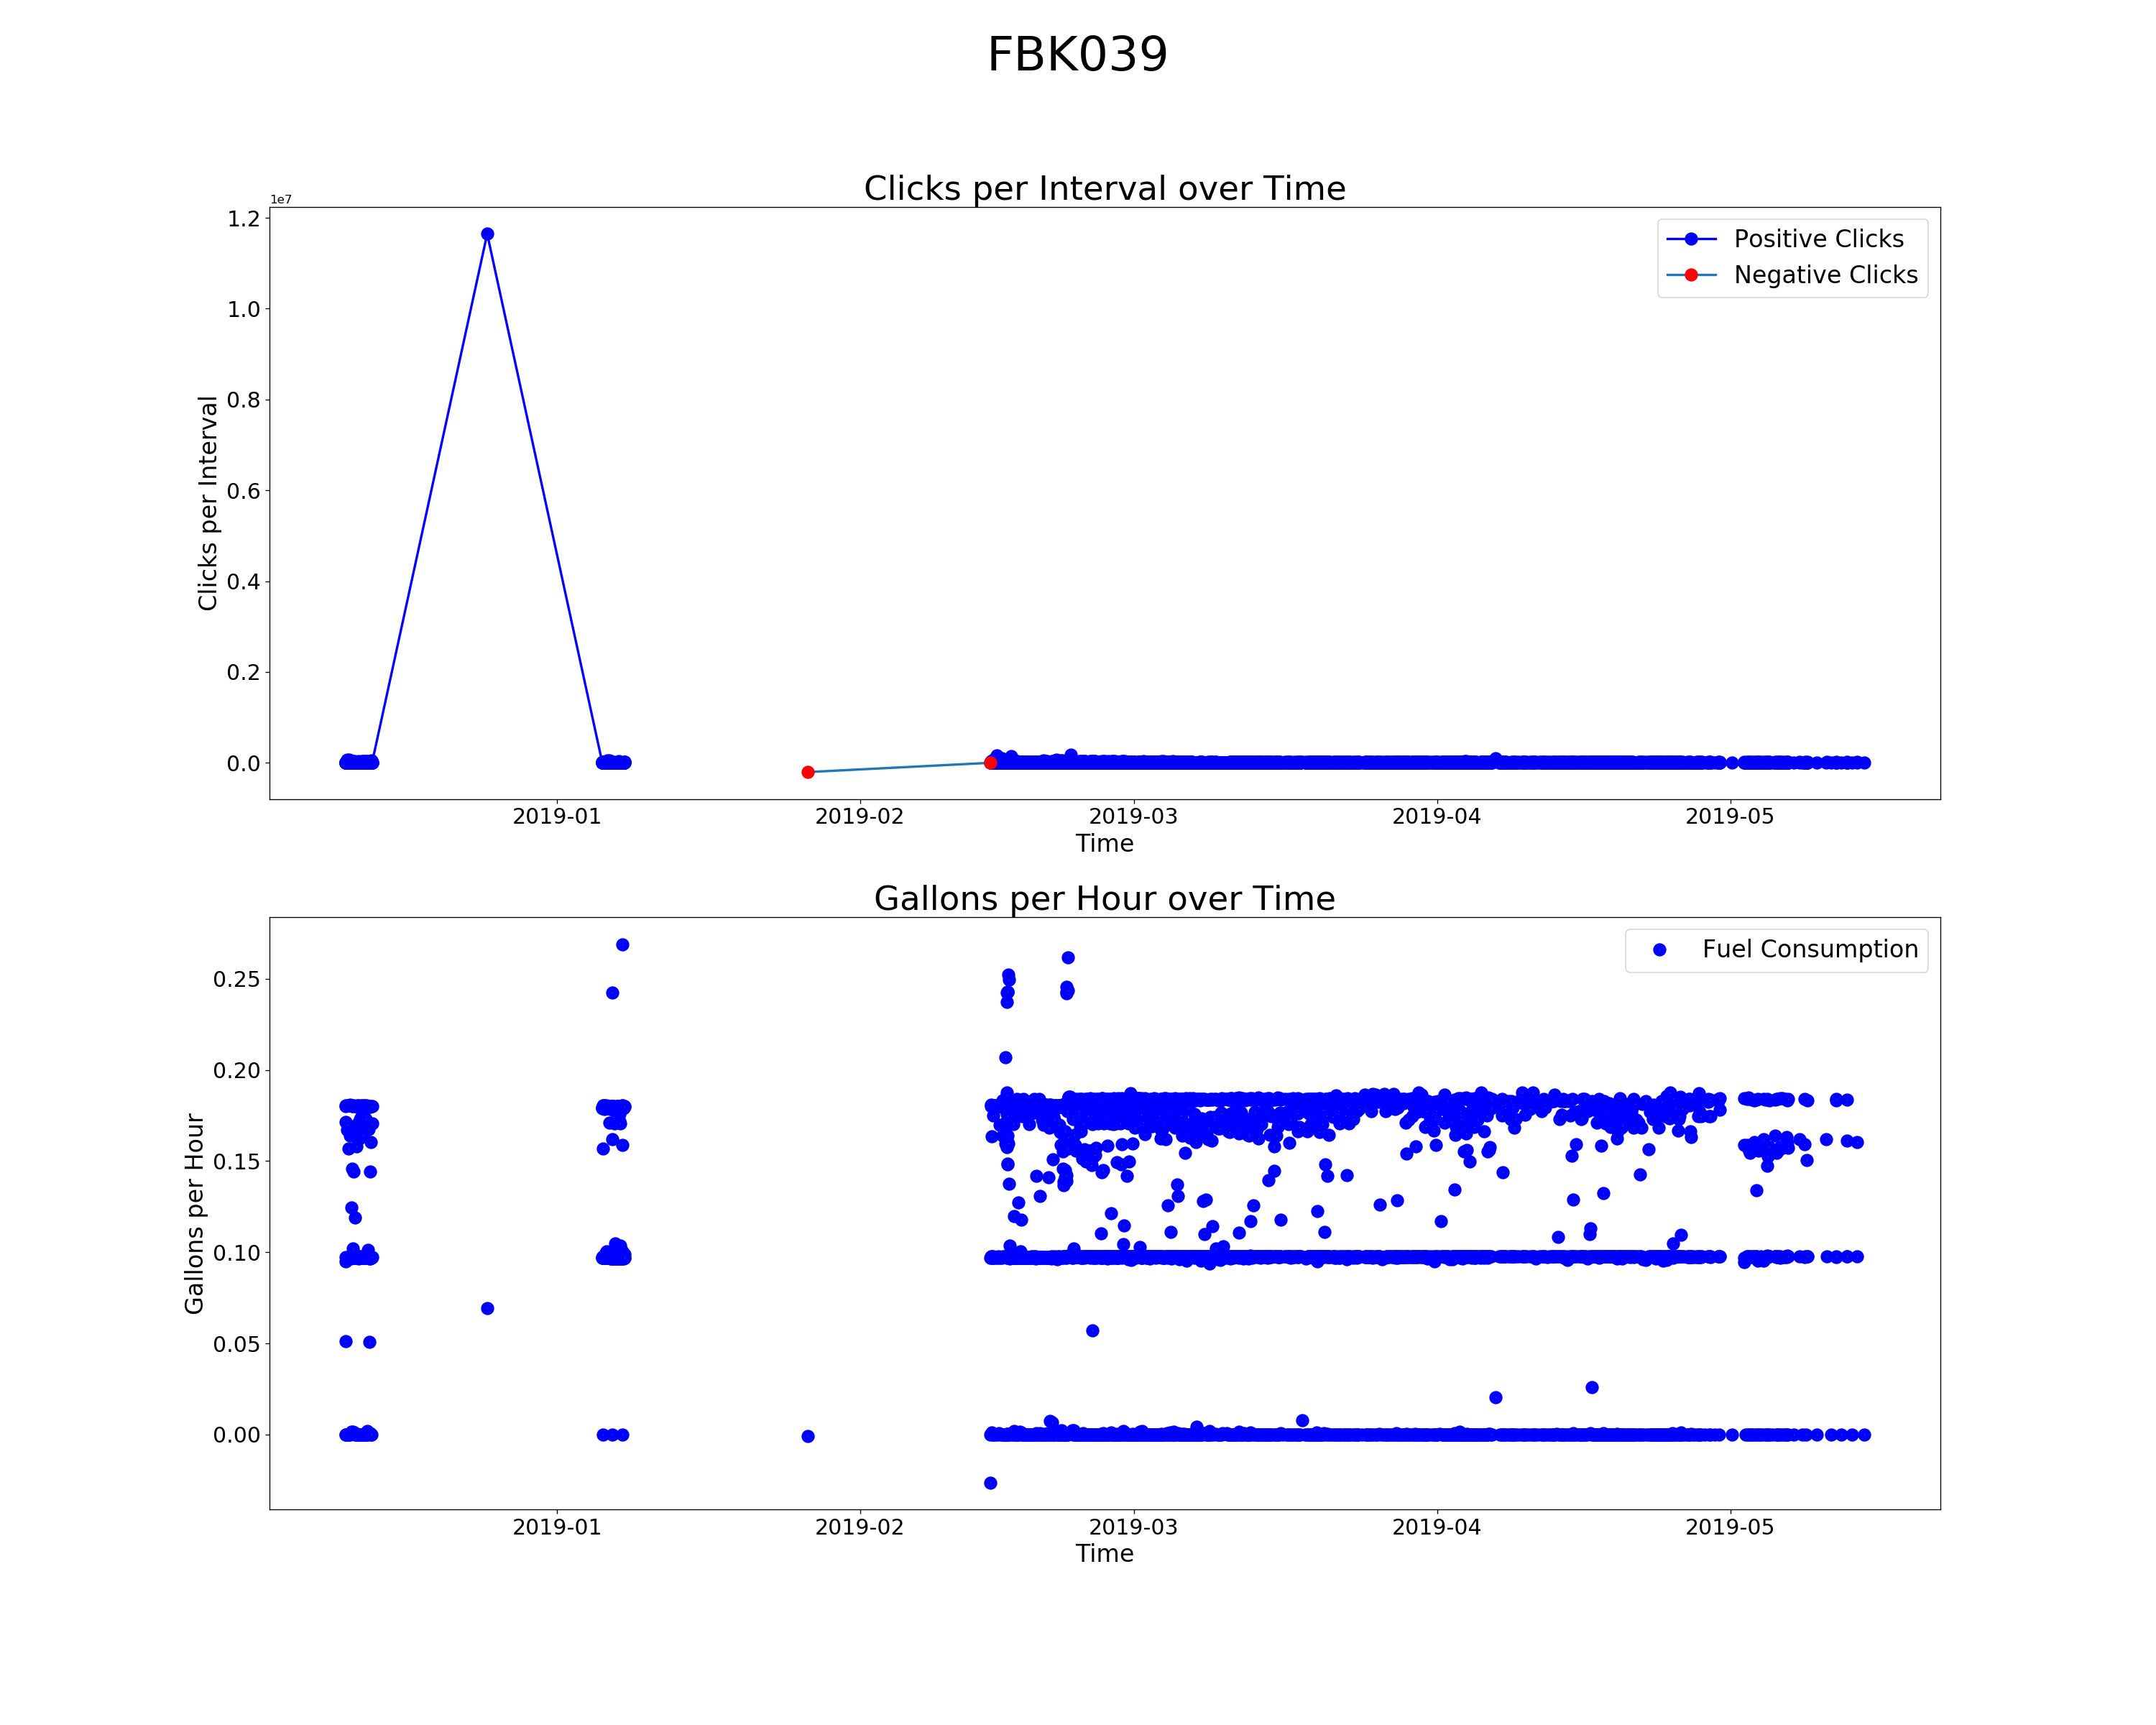 FBK039
Clicks per Interval over Time
1e7
1.2
1.0
0.8
0.6
0.4
0.2
0.0
Clicks per Interval
Positive Clicks
Negative Clicks
2019-01 2019-02 2019-03 2019-04 2019-05
Time
Gallons per Hour over Time
0.25
0.20
0.15
0.10
0.05
0.00
Gallons per Hour
Fuel Consumption
2019-01 2019-02 2019-03 2019-04 2019-05
Time